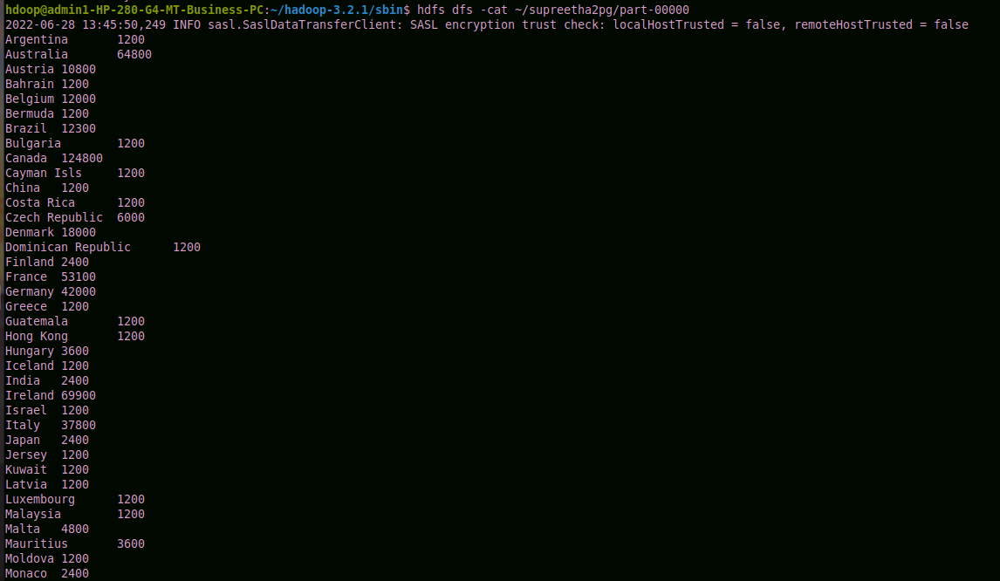 hdoop@admin1-HP-280-G4-MT-Business-PC:~/hadoop-3.2.1/sbin$ hdfs dfs -cat ~/supreetha2pg/part-00000
2022-06-28 13:45:50,249 INFO sasl.SaslDataTransferClient: SASL encryption trust check: localHostTrusted = false, remoteHostTrusted = false
Argentina       1200
Australia       64800
Austria 10800
Bahrain 1200
Belgium 12000
Bermuda 1200
Brazil  12300
Bulgaria        1200
Canada  124800
Cayman Isls     1200
China   1200
Costa Rica      1200
Czech Republic  6000
Denmark 18000
Dominican Republic      1200
Finland 2400
France  53100
Germany 42000
Greece  1200
Guatemala       1200
Hong Kong       1200
Hungary 3600
Iceland 1200
India   2400
Ireland 69900
Israel  1200
Italy   37800
Japan   2400
Jersey  1200
Kuwait  1200
Latvia  1200
Luxembourg      1200
Malaysia        1200
Malta   4800
Mauritius       3600
Moldova 1200
Monaco  2400